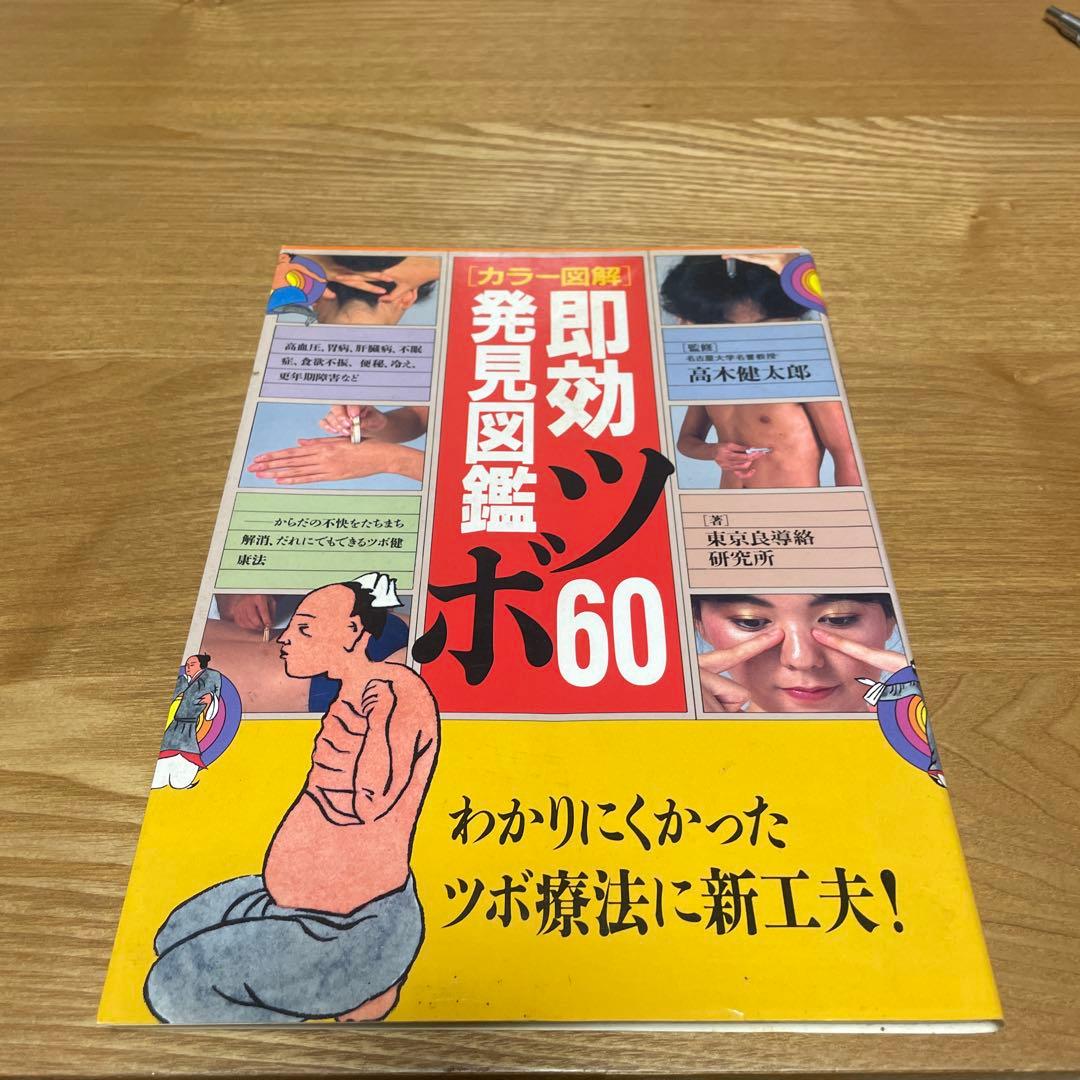 [カラー図解]
即効ツボ60
発見図鑑
高血圧、胃病、肝臓病、不眠
症、食欲不振、便秘、冷え、
更年期障害など
[監修]
名古屋大学名誉教授・
高木健太郎
――からだの不快をたちまち
解消、だれにでもできるツボ健
康法
[著]
東京良導絡
研究所
わかりにくかった
ツボ療法に新工夫!